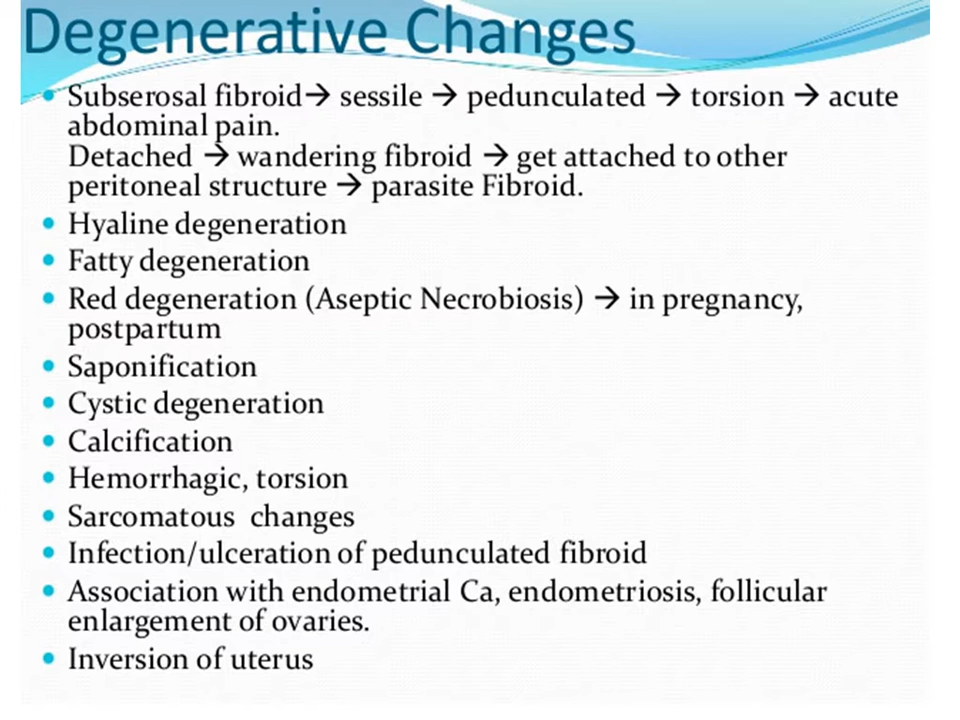 Degenerative Changes
• Subserosal fibroid→ sessile → pedunculated → torsion → acute
abdominal pain.
Detached → wandering fibroid → get attached to other
peritoneal structure → parasite Fibroid.
• Hyaline degeneration
• Fatty degeneration
• Red degeneration (Aseptic Necrobiosis) → in pregnancy,
postpartum
• Saponification
• Cystic degeneration
• Calcification
• Hemorrhagic, torsion
• Sarcomatous changes
• Infection/ulceration of pedunculated fibroid
• Association with endometrial Ca, endometriosis, follicular
enlargement of ovaries.
• Inversion of uterus